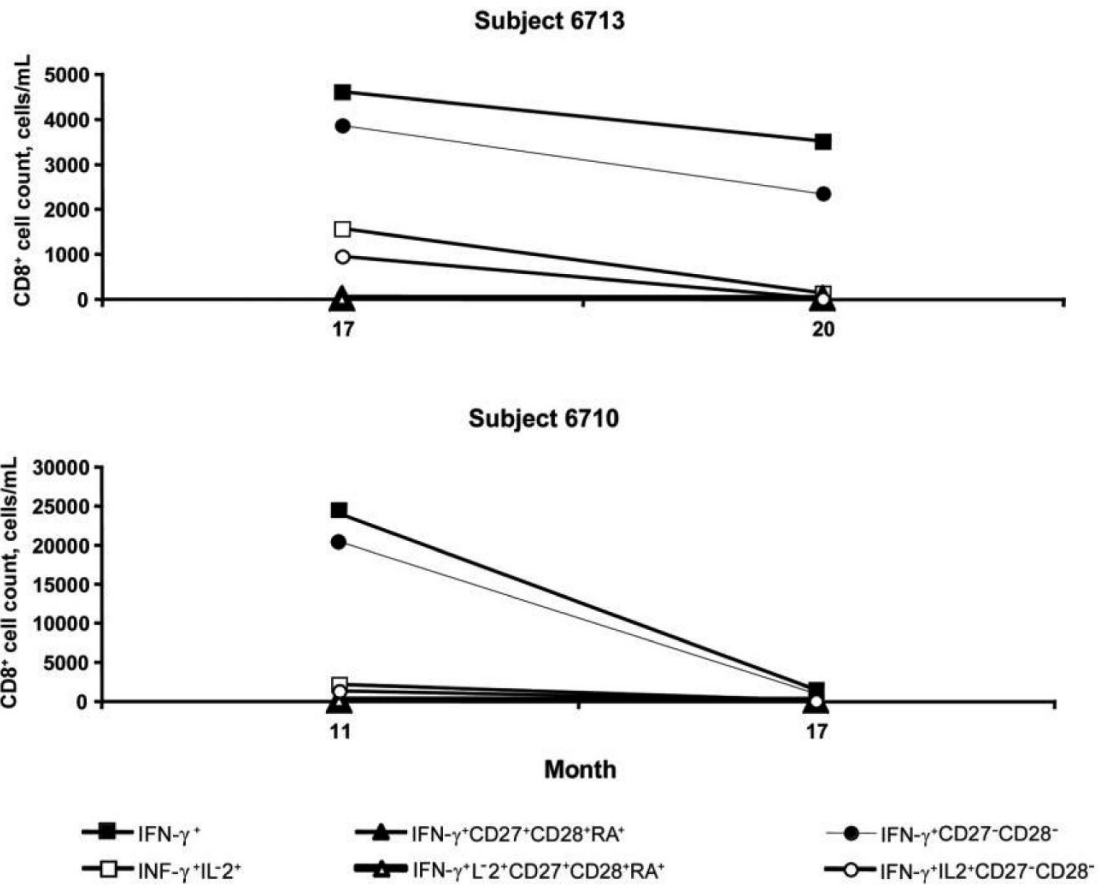 Subject 6713
CD8⁺ cell count, cells/mL
5000
4000
3000
2000
1000
0
17 20
Subject 6710
CD8⁺ cell count, cells/mL
30000
25000
20000
15000
10000
5000
0
11 17
Month
IFN-γ⁺ IFN-γ⁺CD27⁺CD28⁺RA⁺ IFN-γ⁺CD27⁻CD28⁻
INF-γ⁺IL-2⁺ IFN-γ⁺L⁻2⁺CD27⁺CD28⁺RA⁺ IFN-γ⁺IL2⁺CD27⁻CD28⁻